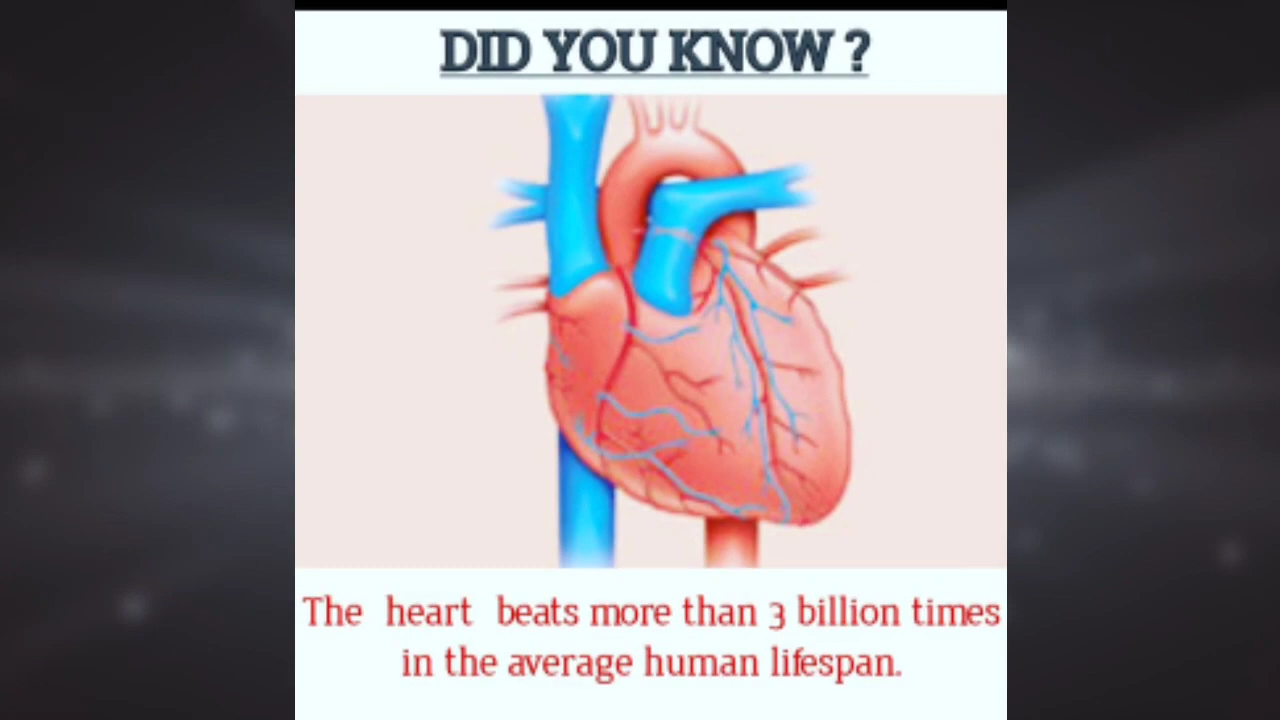 DID YOU KNOW ?
The heart beats more than 3 billion times
in the average human lifespan.